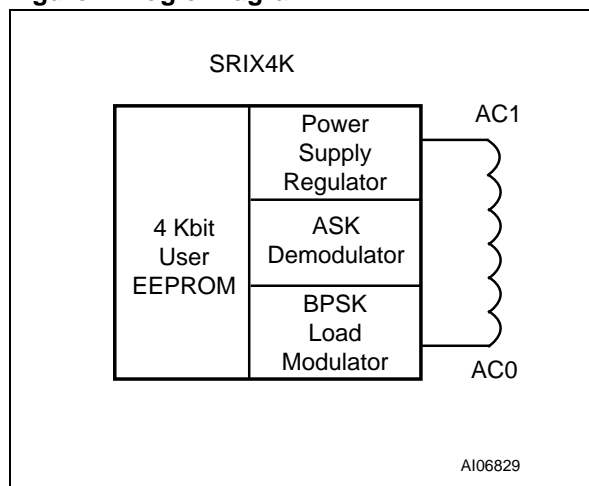 SRIX4K
AC1
Power
Supply
Regulator
4 Kbit
User
EEPROM
ASK
Demodulator
BPSK
Load
Modulator
AC0
AI06829